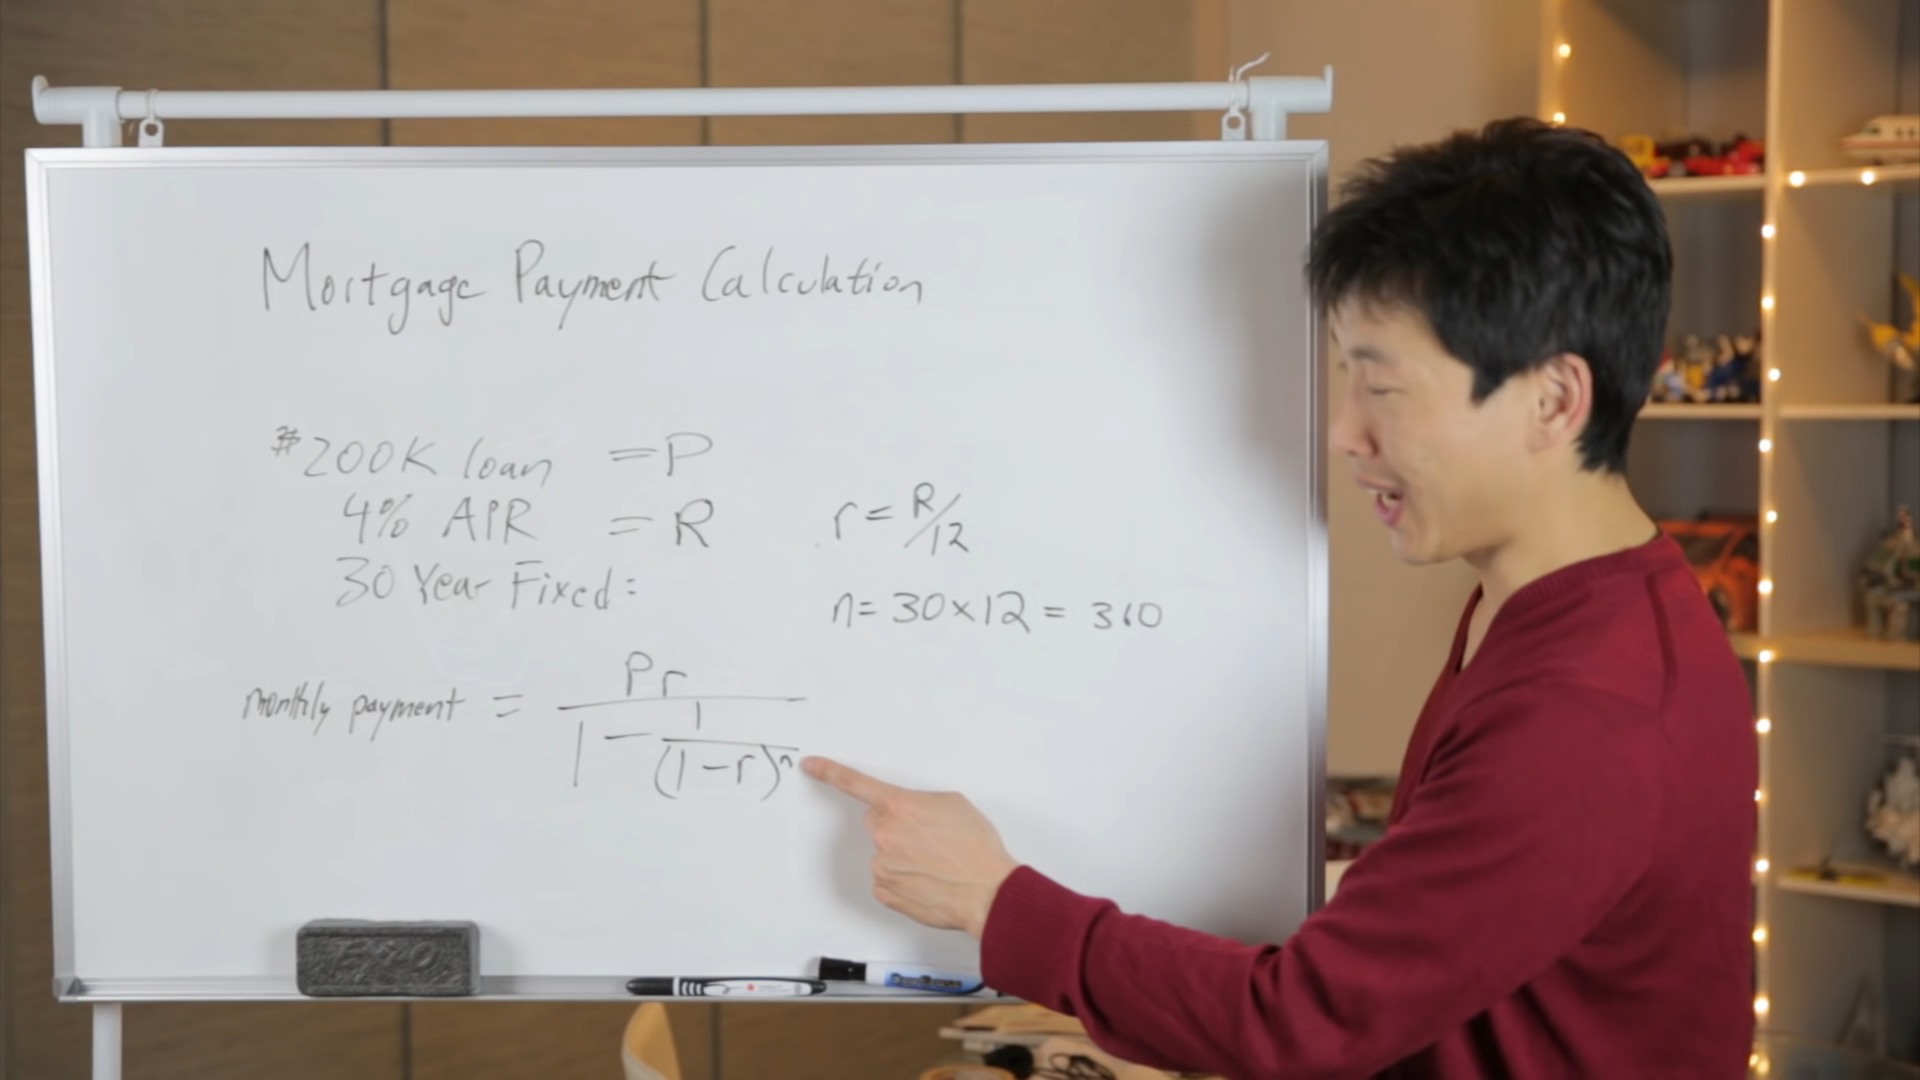 Mortgage Payment Calculation
$200K loan = P
4% APR = R
30 Year Fixed:
r = R/12
n = 30 x 12 = 360
monthly payment = Pr / 1 - 1 / (1 - r)^n
EXPO